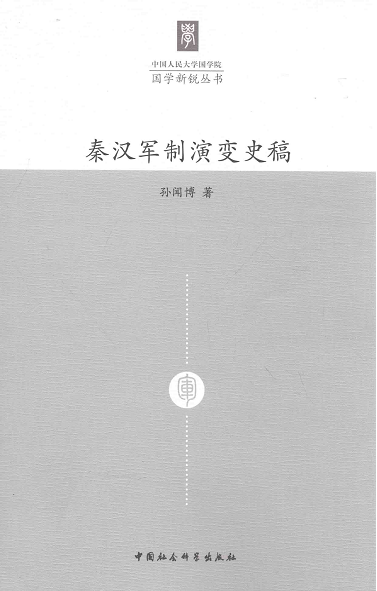 學
中国人民大学国学院
国学新锐丛书
秦汉军制演变史稿
孙闻博 著
軍
中国社会科学出版社